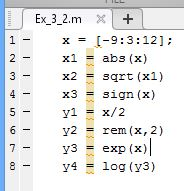 Ex_3_2.m
1 - x = [-9:3:12];
2 - x1 = abs(x)
3 - x2 = sqrt(x1)
4 - x3 = sign(x)
5 - y1 = x/2
6 - y2 = rem(x,2)
7 - y3 = exp(x)
8 - y4 = log(y3)